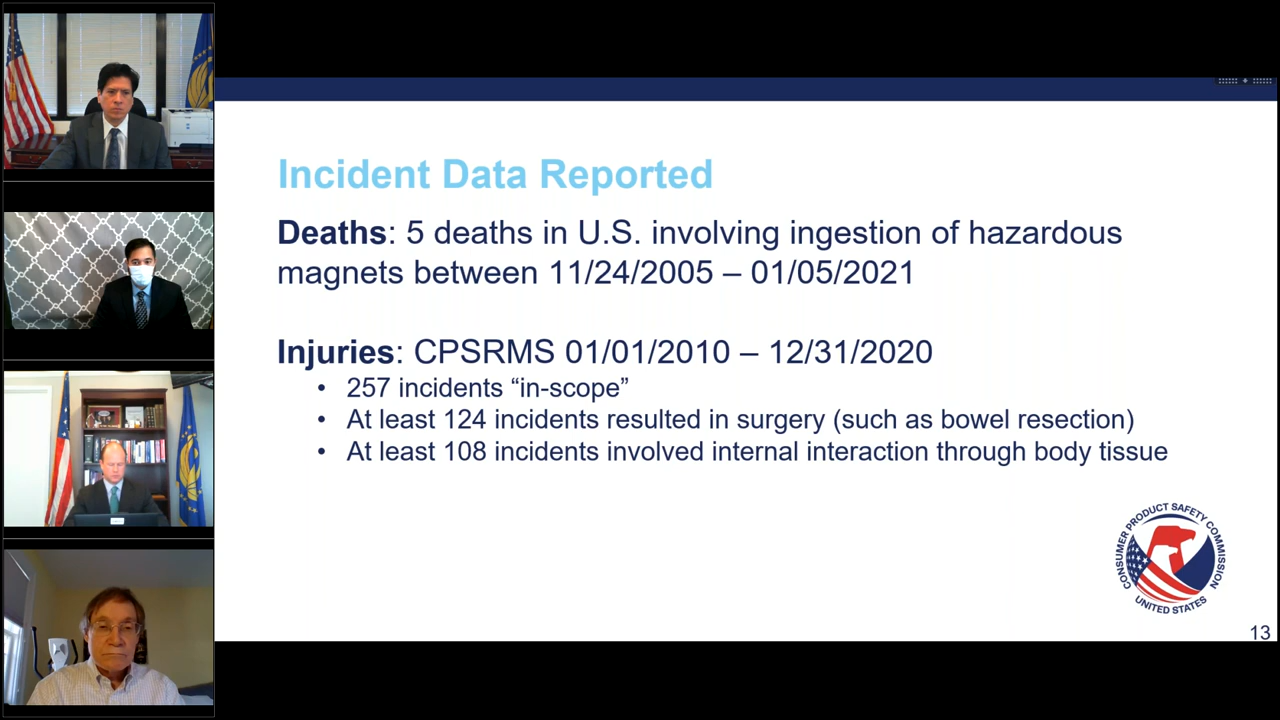 Incident Data Reported
Deaths: 5 deaths in U.S. involving ingestion of hazardous
magnets between 11/24/2005 – 01/05/2021
Injuries: CPSRMS 01/01/2010 – 12/31/2020
• 257 incidents “in-scope”
• At least 124 incidents resulted in surgery (such as bowel resection)
• At least 108 incidents involved internal interaction through body tissue
CONSUMER PRODUCT SAFETY COMMISSION
UNITED STATES
13